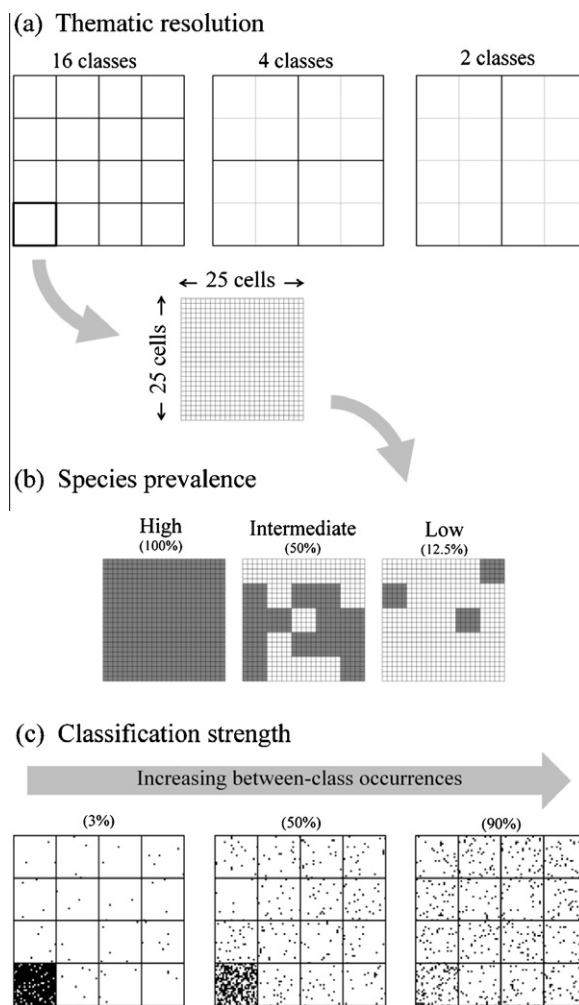 (a) Thematic resolution
16 classes
4 classes
2 classes
25 cells
25 cells
(b) Species prevalence
High
(100%)
Intermediate
(50%)
Low
(12.5%)
(c) Classification strength
Increasing between-class occurrences
(3%)
(50%)
(90%)